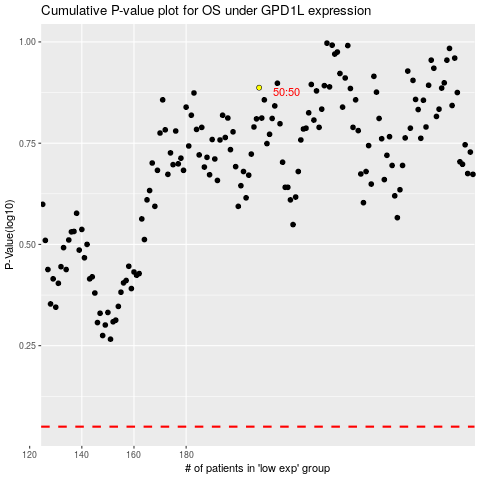 Cumulative P-value plot for OS under GPD1L expression
P-Value(log10)
1.00
0.75
0.50
0.25
50:50
120 140 160 180
# of patients in 'low exp' group